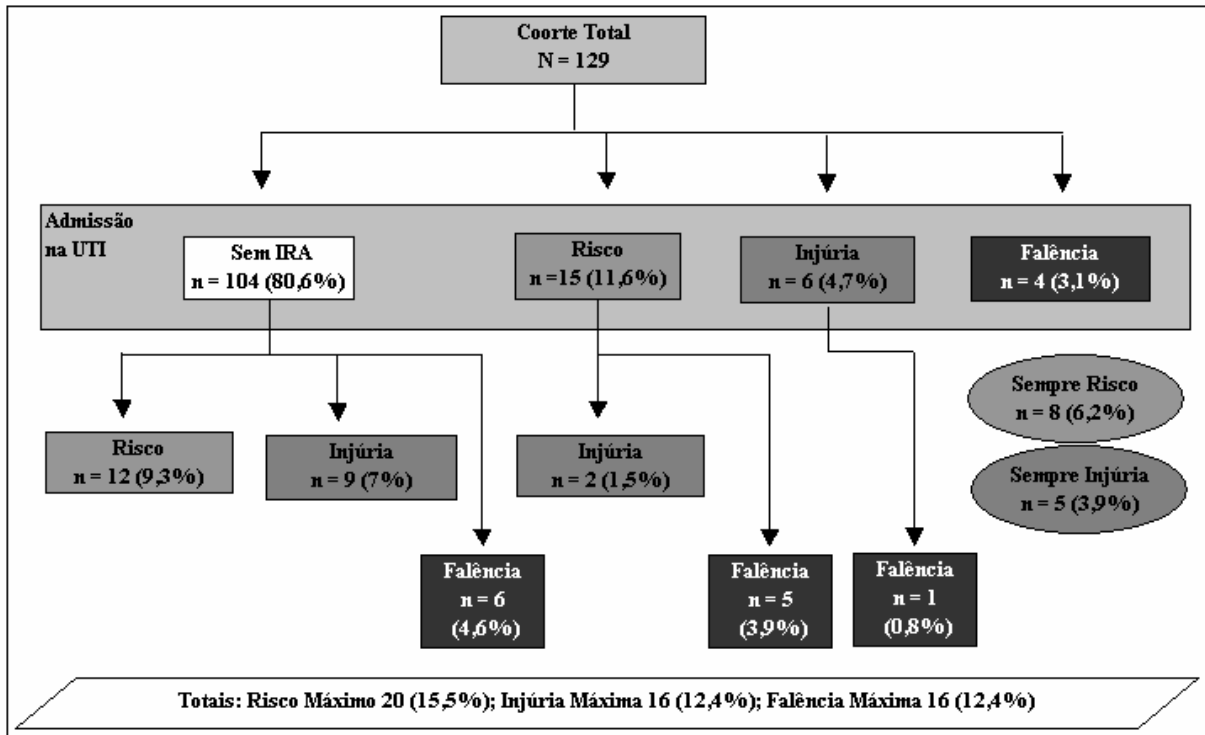 Coorte Total
N = 129
Admissão
na UTI
Sem IRA
n = 104 (80,6%)
Risco
n =15 (11,6%)
Injúria
n = 6 (4,7%)
Falência
n = 4 (3,1%)
Sempre Risco
n = 8 (6,2%)
Sempre Injúria
n = 5 (3,9%)
Risco
n = 12 (9,3%)
Injúria
n = 9 (7%)
Injúria
n = 2 (1,5%)
Falência
n = 6
(4,6%)
Falência
n = 5
(3,9%)
Falência
n = 1
(0,8%)
Totais: Risco Máximo 20 (15,5%); Injúria Máxima 16 (12,4%); Falência Máxima 16 (12,4%)